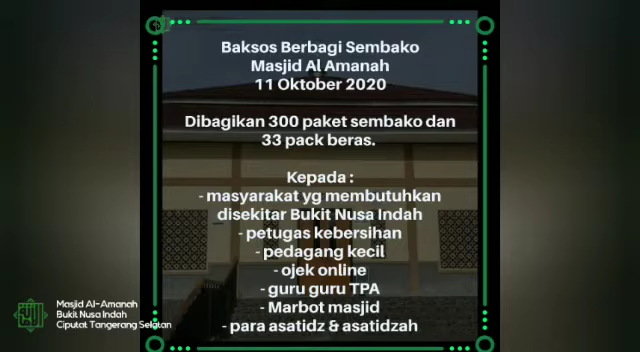 Baksos Berbagi Sembako
Masjid Al Amanah
11 Oktober 2020
Dibagikan 300 paket sembako dan
33 pack beras.
Kepada :
- masyarakat yg membutuhkan
disekitar Bukit Nusa Indah
- petugas kebersihan
- pedagang kecil
- ojek online
- guru guru TPA
- Marbot masjid
- para asatidz & asatidzah
Masjid Al-Amanah
Bukit Nusa Indah
Ciputat Tangerang Selatan